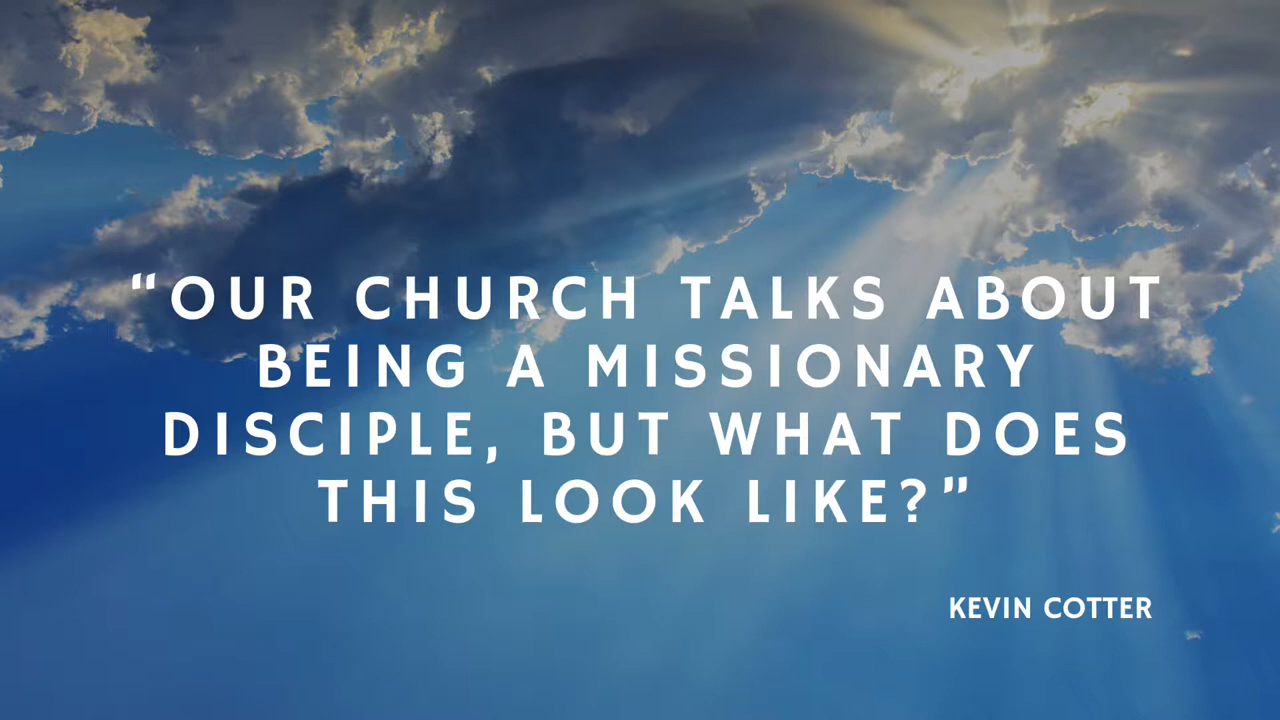 “OUR CHURCH TALKS ABOUT
BEING A MISSIONARY
DISCIPLE, BUT WHAT DOES
THIS LOOK LIKE?”
KEVIN COTTER